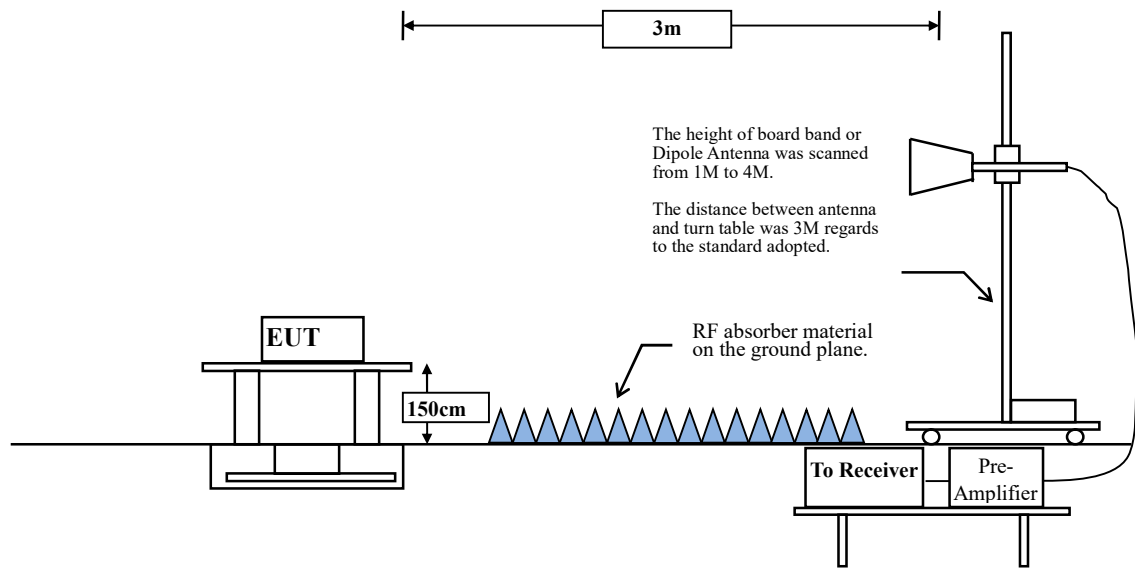 3m
The height of board band or
Dipole Antenna was scanned
from 1M to 4M.
The distance between antenna
and turn table was 3M regards
to the standard adopted.
EUT
RF absorber material
on the ground plane.
150cm
To Receiver
Pre-
Amplifier